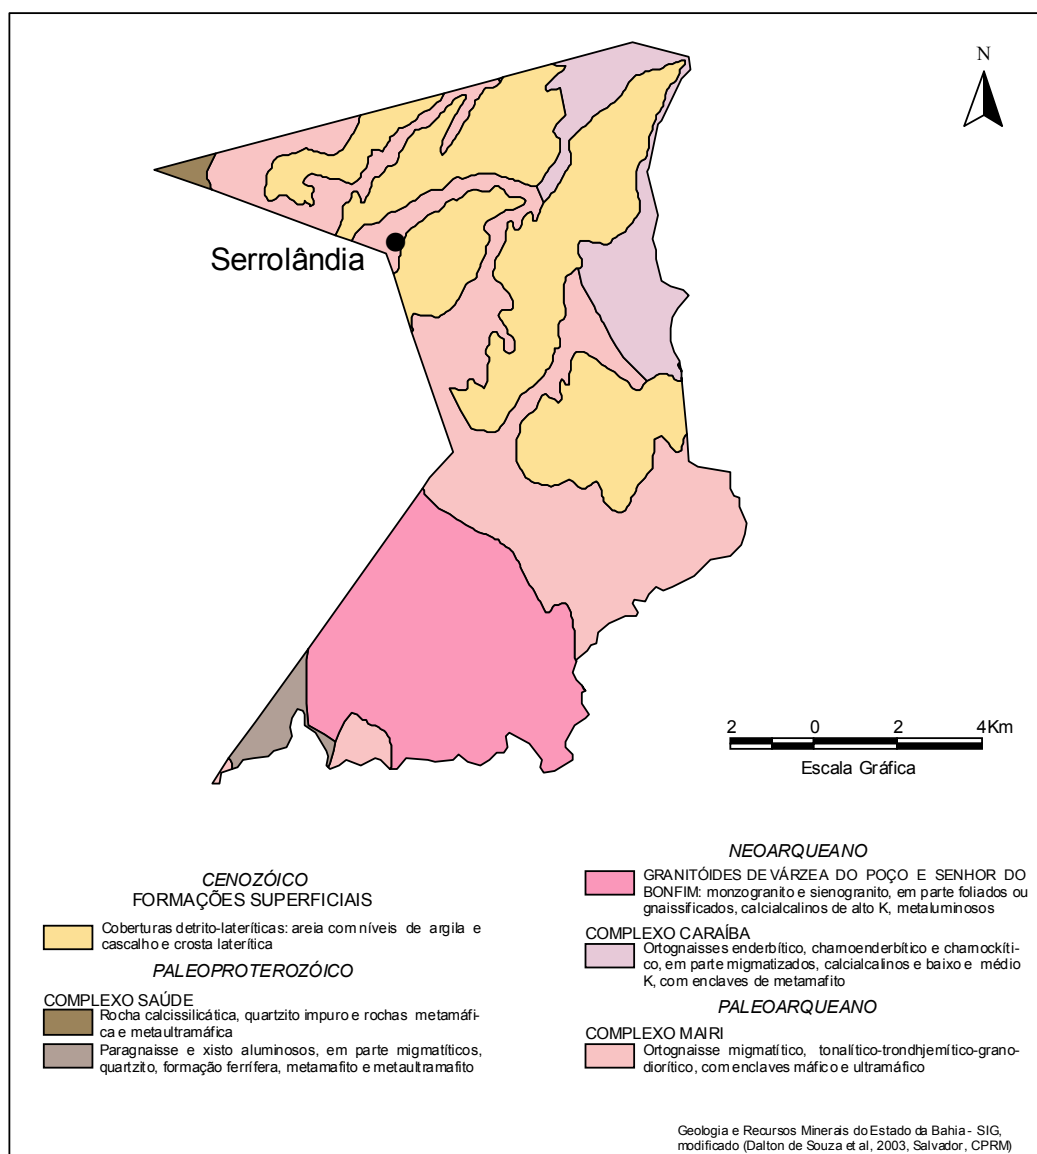 N
Serrolândia
2 0 2 4Km
Escala Gráfica
CENOZÓICO
FORMAÇÕES SUPERFICIAIS
Coberturas detrito-lateríticas: areia com níveis de argila e
cascalho e crosta laterítica
PALEOPROTEROZÓICO
COMPLEXO SAÚDE
Rocha calcissilicática, quartzito impuro e rochas metamáfi-
ca e metaultramáfica
Paragnaisse e xisto aluminosos, em parte migmatíticos,
quartzito, formação ferrífera, metamafito e metaultramafito
NEOARQUEANO
GRANITÓIDES DE VÁRZEA DO POÇO E SENHOR DO
BONFIM: monzogranito e sienogranito, em parte foliados ou
gnaissificados, calcialcalinos de alto K, metaluminosos
COMPLEXO CARAÍBA
Ortognaisses enderbítico, charnoenderbítico e charnockíti-
co, em parte migmatizados, calcialcalinos e baixo e médio
K, com enclaves de metamafito
PALEOARQUEANO
COMPLEXO MAIRI
Ortognaisse migmatítico, tonalítico-trondhjemítico-grano-
diorítico, com enclaves máfico e ultramáfico
Geologia e Recursos Minerais do Estado da Bahia - SIG,
modificado (Dalton de Souza et al, 2003, Salvador, CPRM)